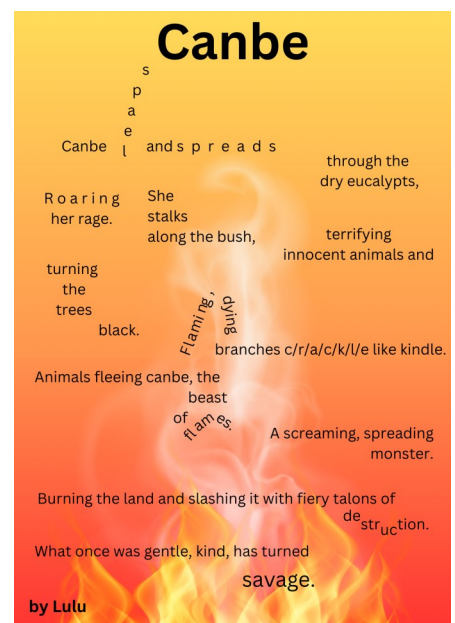 Canbe
Canbe l e a p s and s p r e a d s
through the
dry eucalypts,
R o a r i n g
her rage.
She
stalks
along the bush,
terrifying
innocent animals and
turning
the
trees
black.
Flaming,
dying
branches c/r/a/c/k/l/e like kindle.
Animals fleeing canbe, the
beast
of flames.
A screaming, spreading
monster.
Burning the land and slashing it with fiery talons of
destruction.
What once was gentle, kind, has turned
savage.
by Lulu